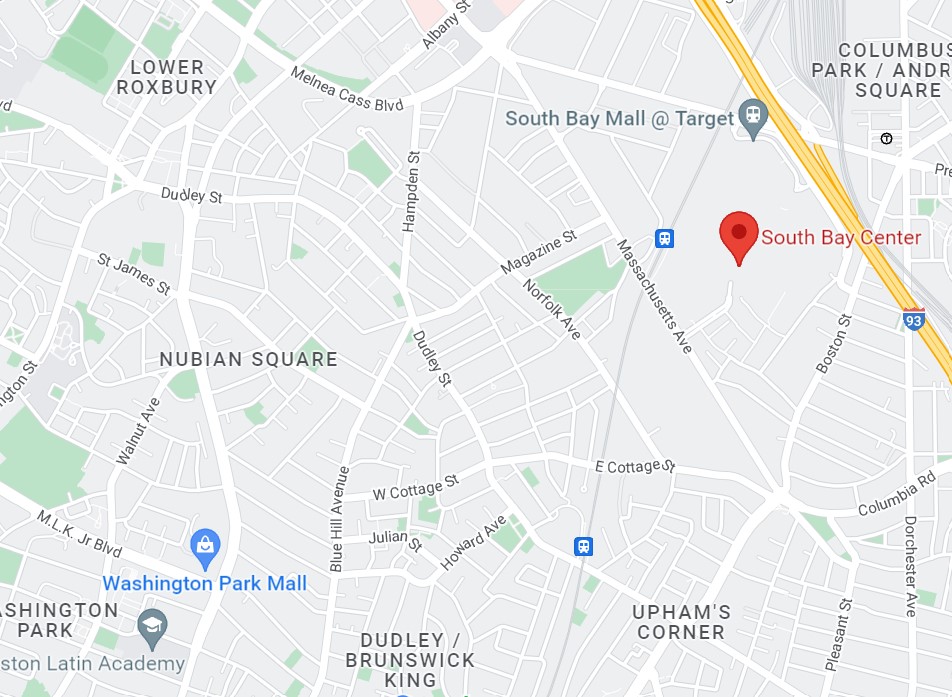 Albany St
COLUMBUS
PARK / ANDR
SQUARE
LOWER
ROXBURY
Melnea Cass Blvd
South Bay Mall @ Target
T
Dudley St
Hampden St
South Bay Center
Magazine St
St James St
Norfolk Ave
Massachusetts Ave
93
Boston St
NUBIAN SQUARE
Dudley St
ngton St
Walnut Ave
E Cottage St
W Cottage St
Columbia Rd
Blue Hill Avenue
M.L.K. Jr Blvd
Julian St
Howard Ave
Dorchester Ave
Washington Park Mall
ASHINGTON
PARK
UPHAM'S
CORNER
Pleasant St
DUDLEY /
BRUNSWICK
KING
ston Latin Academy